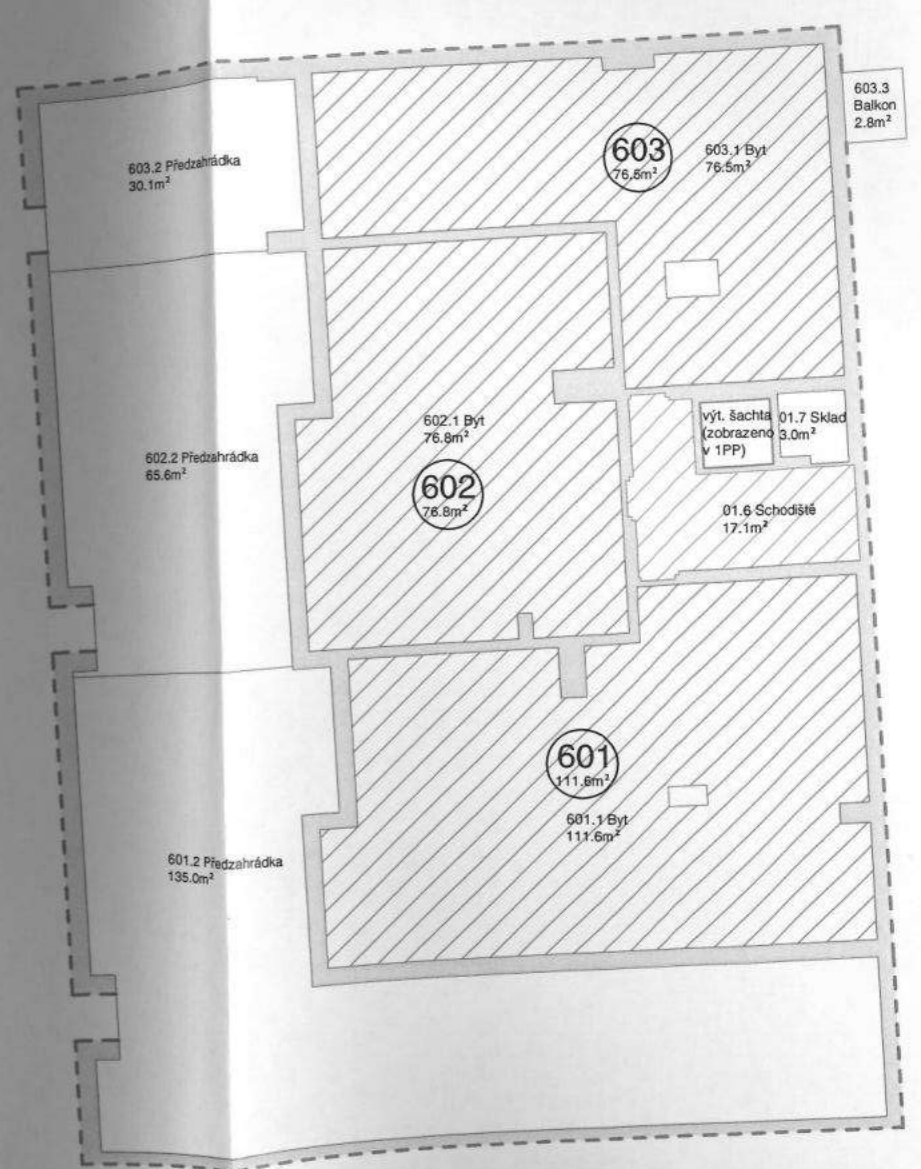 603.3
Balkon
2.8m²
603
76.5m²
603.1 Byt
76.5m²
603.2 Předzahrádka
30.1m²
602.1 Byt
76.8m²
602
76.8m²
602.2 Předzahrádka
65.6m²
výt. šachta
(zobrazeno
v 1PP)
01.7 Sklad
3.0m²
01.6 Schodiště
17.1m²
601
111.6m²
601.1 Byt
111.6m²
601.2 Předzahrádka
135.0m²